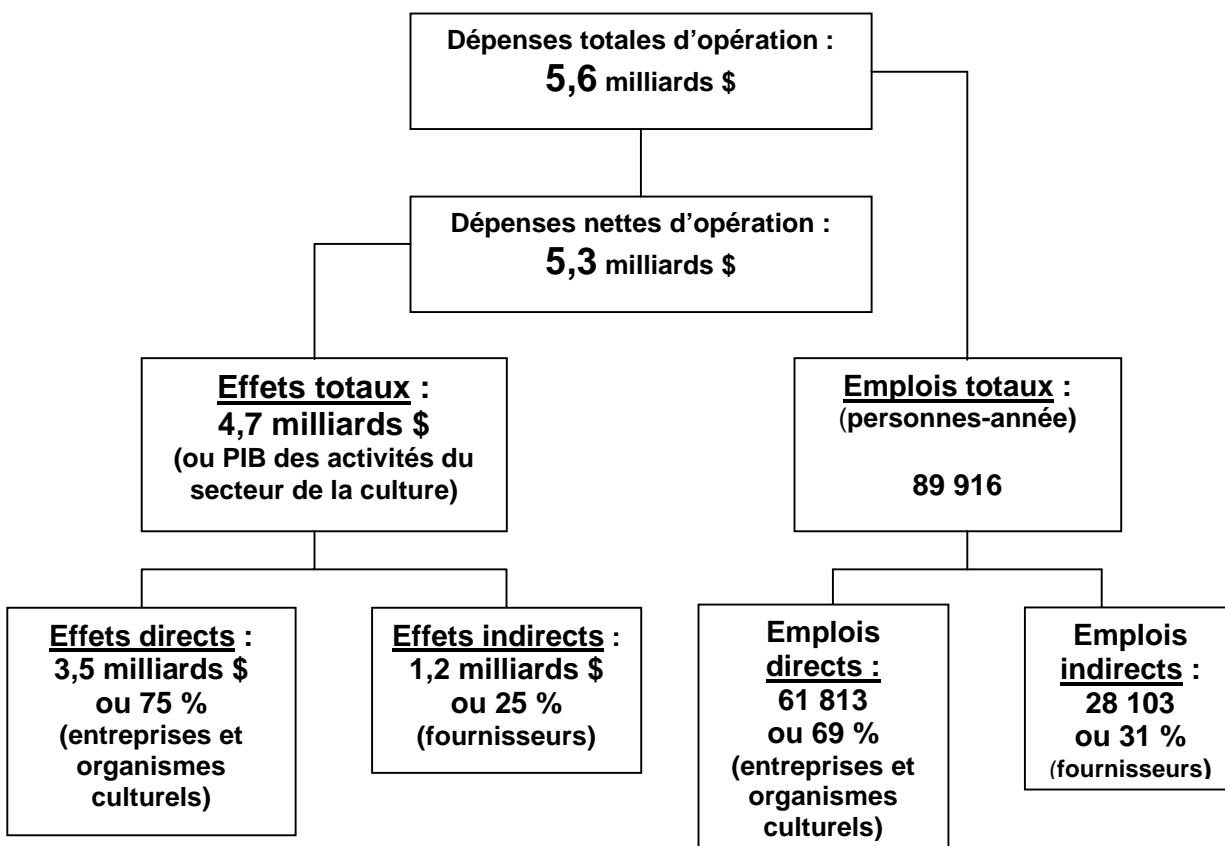 Dépenses totales d’opération :
5,6 milliards $
Dépenses nettes d’opération :
5,3 milliards $
Effets totaux :
4,7 milliards $
(ou PIB des activités du
secteur de la culture)
Emplois totaux :
(personnes-année)
89 916
Effets directs :
3,5 milliards $
ou 75 %
(entreprises et
organismes
culturels)
Effets indirects :
1,2 milliards $
ou 25 %
(fournisseurs)
Emplois
directs :
61 813
ou 69 %
(entreprises et
organismes
culturels)
Emplois
indirects :
28 103
ou 31 %
(fournisseurs)